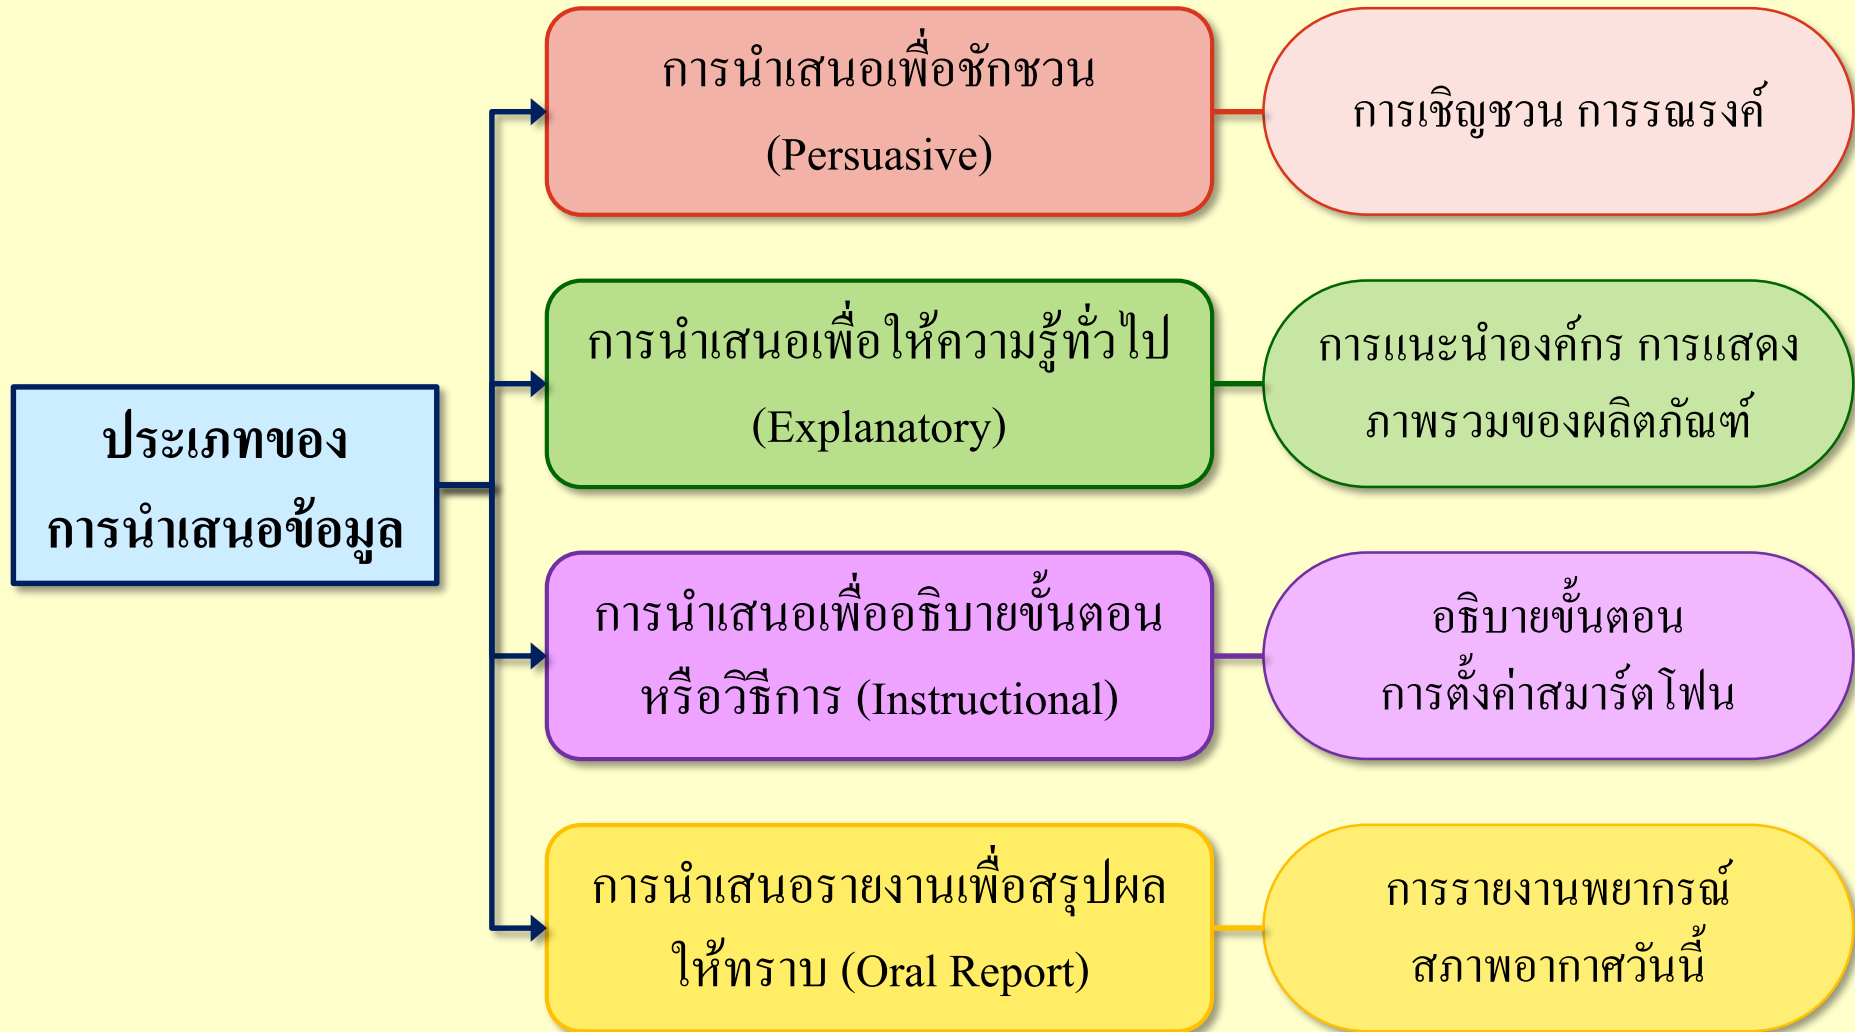 การนำเสนอเพื่อชักชวน
(Persuasive)
การเชิญชวน การรณรงค์
การนำเสนอเพื่อให้ความรู้ทั่วไป
(Explanatory)
การแนะนำองค์กร การแสดง
ภาพรวมของผลิตภัณฑ์
ประเภทของ
การนำเสนอข้อมูล
การนำเสนอเพื่ออธิบายขั้นตอน
หรือวิธีการ (Instructional)
อธิบายขั้นตอน
การตั้งค่าสมาร์ตโฟน
การนำเสนอรายงานเพื่อสรุปผล
ให้ทราบ (Oral Report)
การรายงานพยากรณ์
สภาพอากาศวันนี้